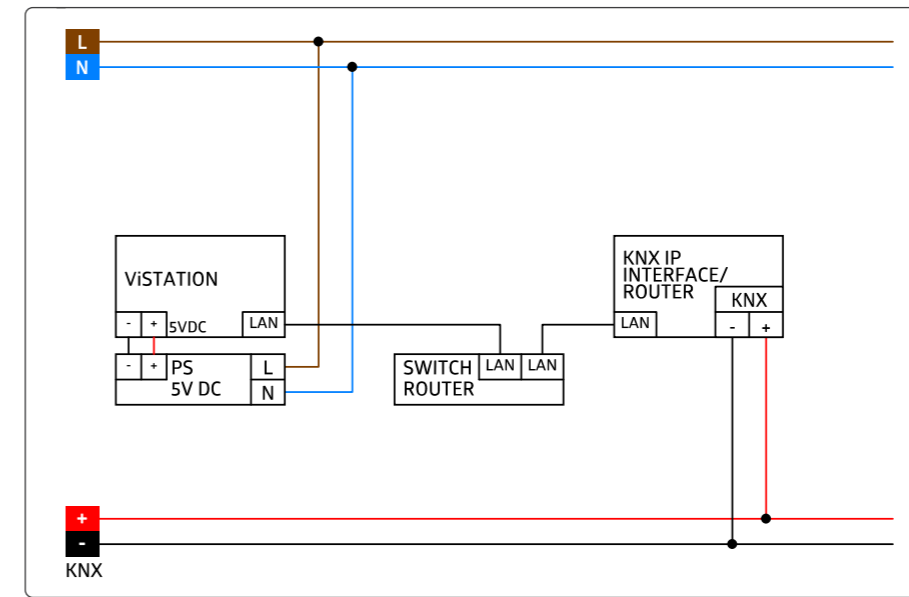 L
N
ViSTATION
- + 5VDC LAN
- + PS L
5V DC N
SWITCH LAN LAN
ROUTER
KNX IP
INTERFACE/
ROUTER
KNX
LAN - +
+
-
KNX